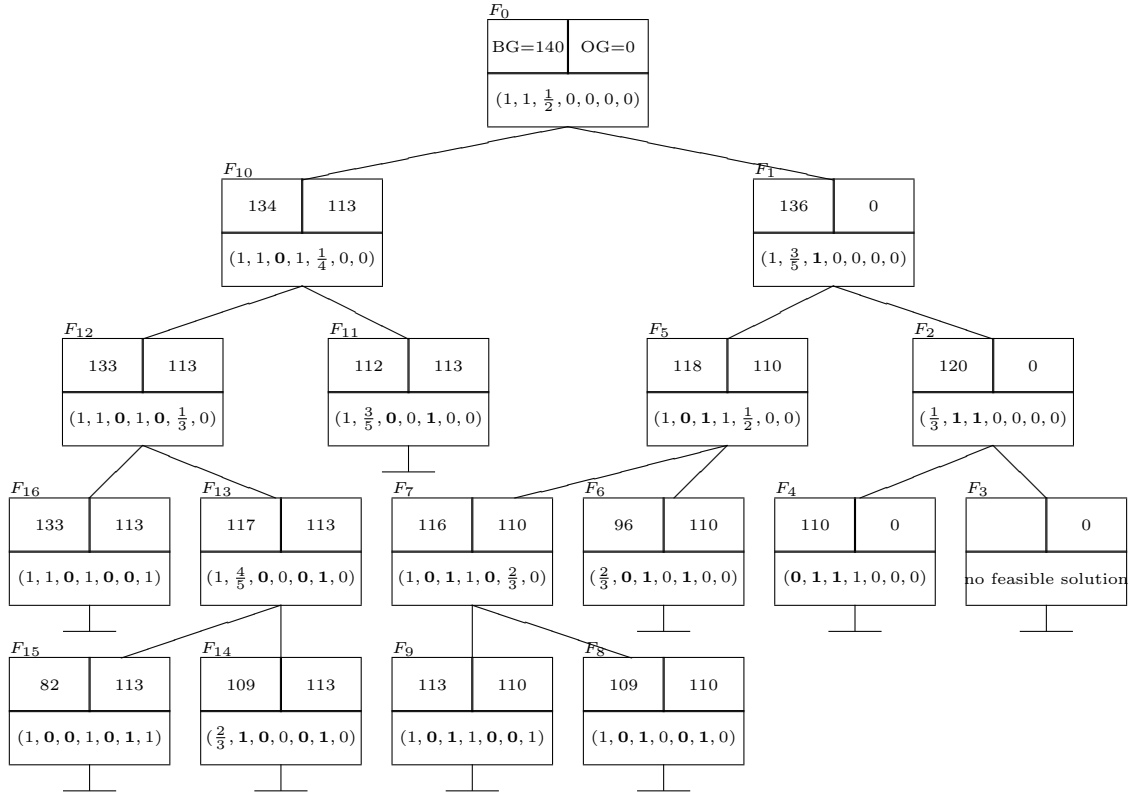 F₀
BG=140 OG=0
(1, 1, 1/2, 0, 0, 0, 0)
F₁₀ F₁
134 113 136 0
(1, 1, 0, 1, 1/4, 0, 0) (1, 3/5, 1, 0, 0, 0, 0)
F₁₂ F₁₁ F₅ F₂
133 113 112 113 118 110 120 0
(1, 1, 0, 1, 0, 1/3, 0) (1, 3/5, 0, 0, 1, 0, 0) (1, 0, 1, 1, 1/2, 0, 0) (1/3, 1, 1, 0, 0, 0, 0)
F₁₆ F₁₃ F₇ F₆ F₄ F₃
133 113 117 113 116 110 96 110 110 0 0
(1, 1, 0, 1, 0, 0, 1) (1, 4/5, 0, 0, 0, 1, 0) (1, 0, 1, 1, 0, 2/3, 0) (2/3, 0, 1, 0, 1, 0, 0) (0, 1, 1, 1, 0, 0, 0) no feasible solution
F₁₅ F₁₄ F₉ F₈
82 113 109 113 113 110 109 110
(1, 0, 0, 1, 0, 1, 1) (2/3, 1, 0, 0, 0, 1, 0) (1, 0, 1, 1, 0, 0, 1) (1, 0, 1, 0, 0, 1, 0)